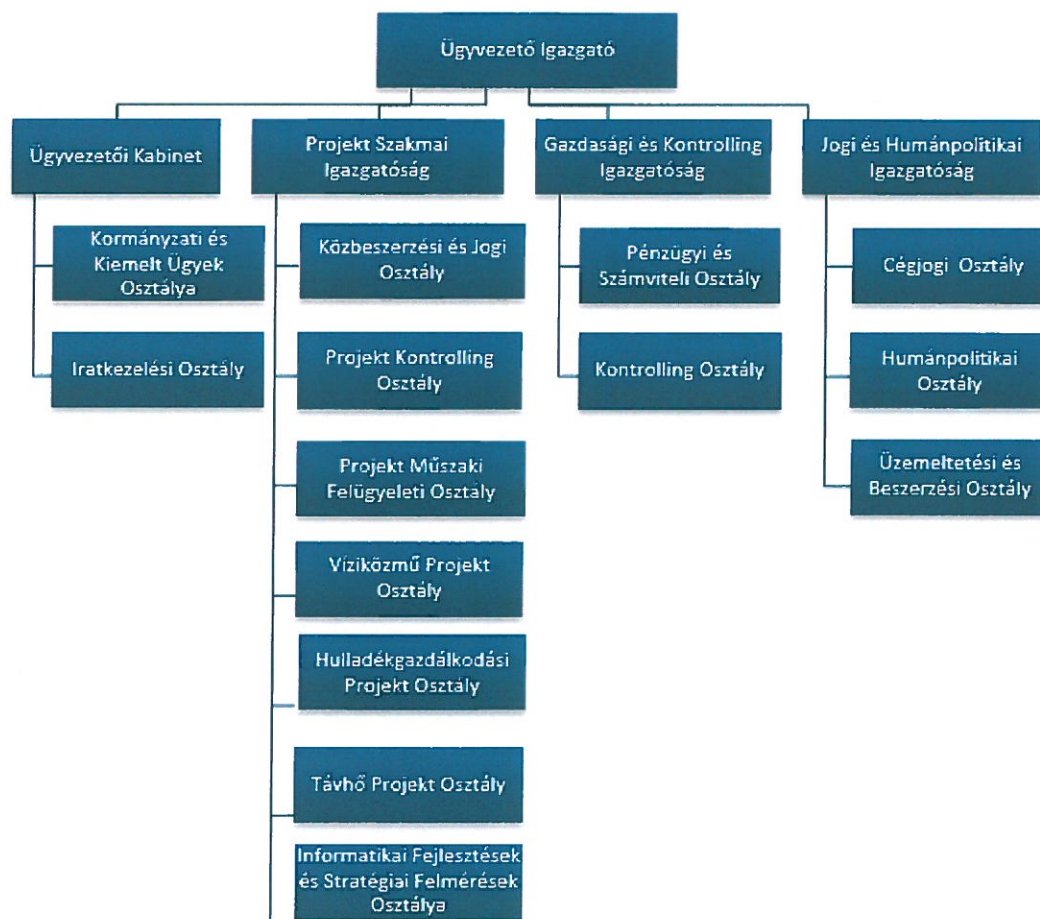 Ügyvezető Igazgató
Ügyvezetői Kabinet
Projekt Szakmai
Igazgatóság
Gazdasági és Kontrolling
Igazgatóság
Jogi és Humánpolitikai
Igazgatóság
Kormányzati és
Kiemelt Ügyek
Osztálya
Iratkezelési Osztály
Közbeszerzési és Jogi
Osztály
Projekt Kontrolling
Osztály
Projekt Műszaki
Felügyeleti Osztály
Víziközmű Projekt
Osztály
Hulladékgazdálkodási
Projekt Osztály
Távhő Projekt Osztály
Informatikai Fejlesztések
és Stratégiai Felmérések
Osztálya
Pénzügyi és
Számviteli Osztály
Kontrolling Osztály
Cégjogi Osztály
Humánpolitikai
Osztály
Üzemeltetési és
Beszerzési Osztály